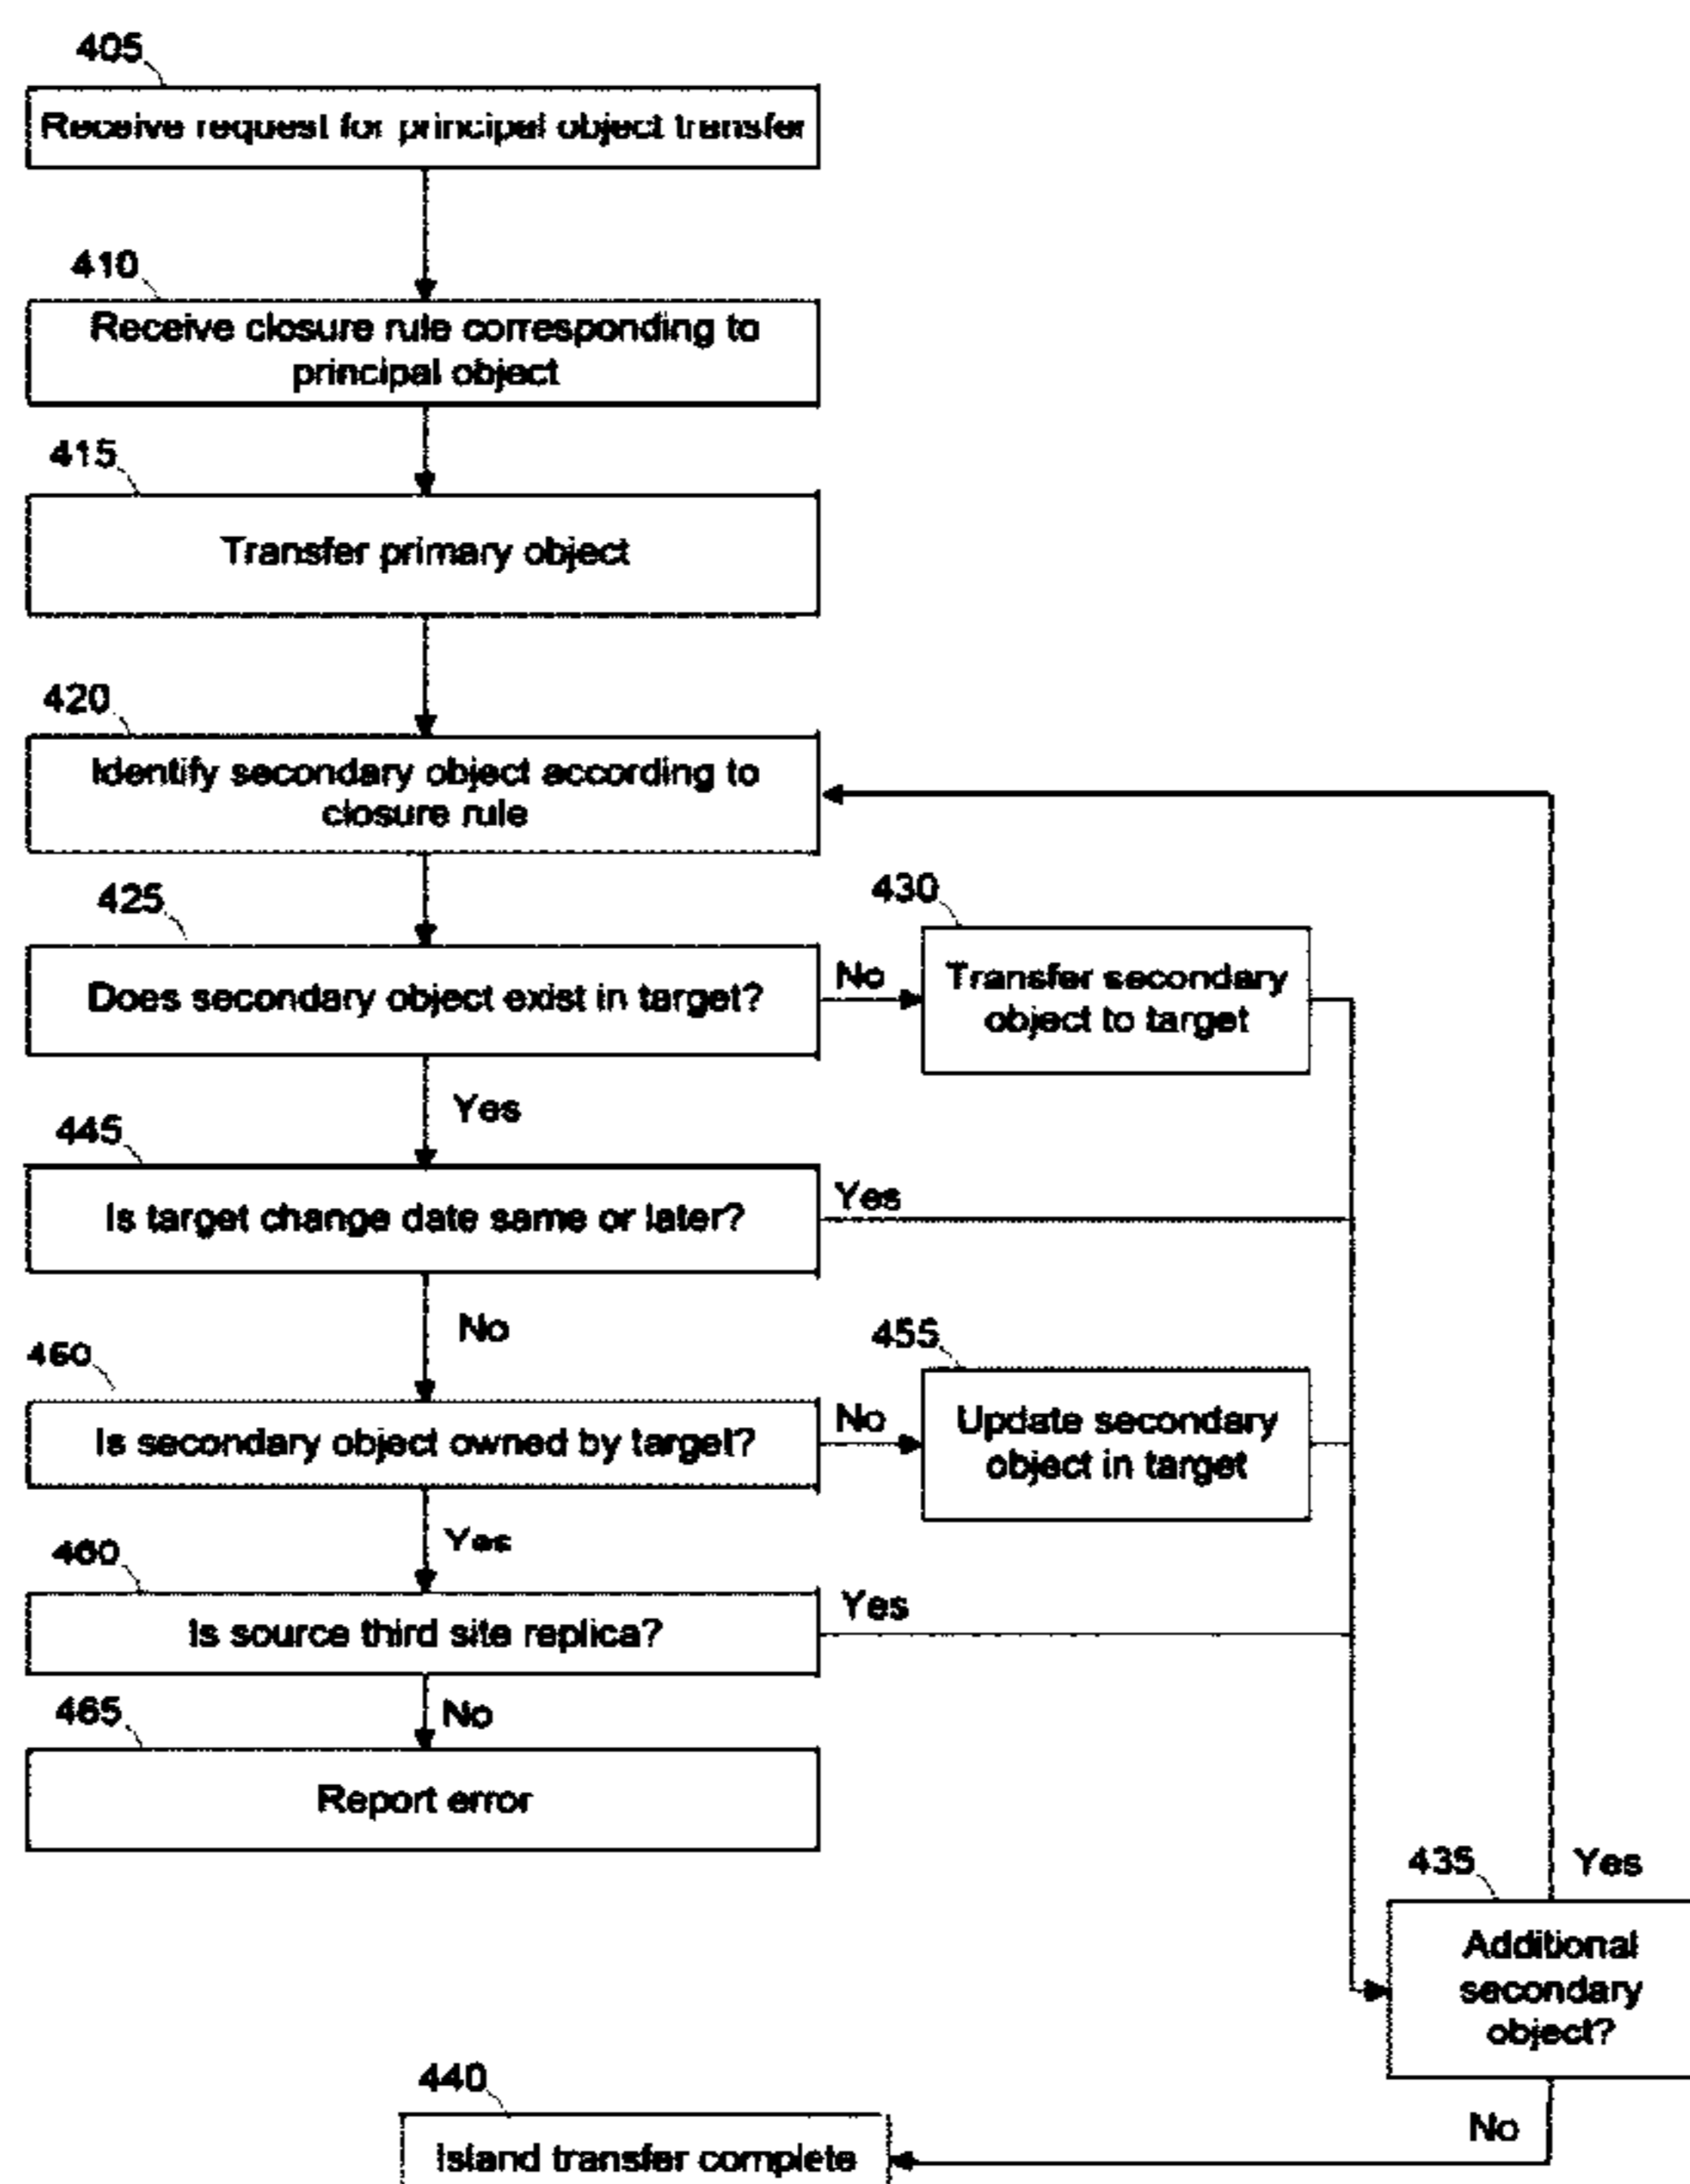 405
Receive request for principal object transfer
410
Receive closure rule corresponding to
principal object
415
Transfer primary object
420
Identify secondary object according to
closure rule
425
Does secondary object exist in target?
No
430
Transfer secondary
object to target
Yes
445
Is target change date same or later?
Yes
No
450
Is secondary object owned by target?
No
455
Update secondary
object in target
Yes
460
Is source third site replica?
Yes
No
465
Report error
435
Yes
Additional
secondary
object?
No
440
Island transfer complete